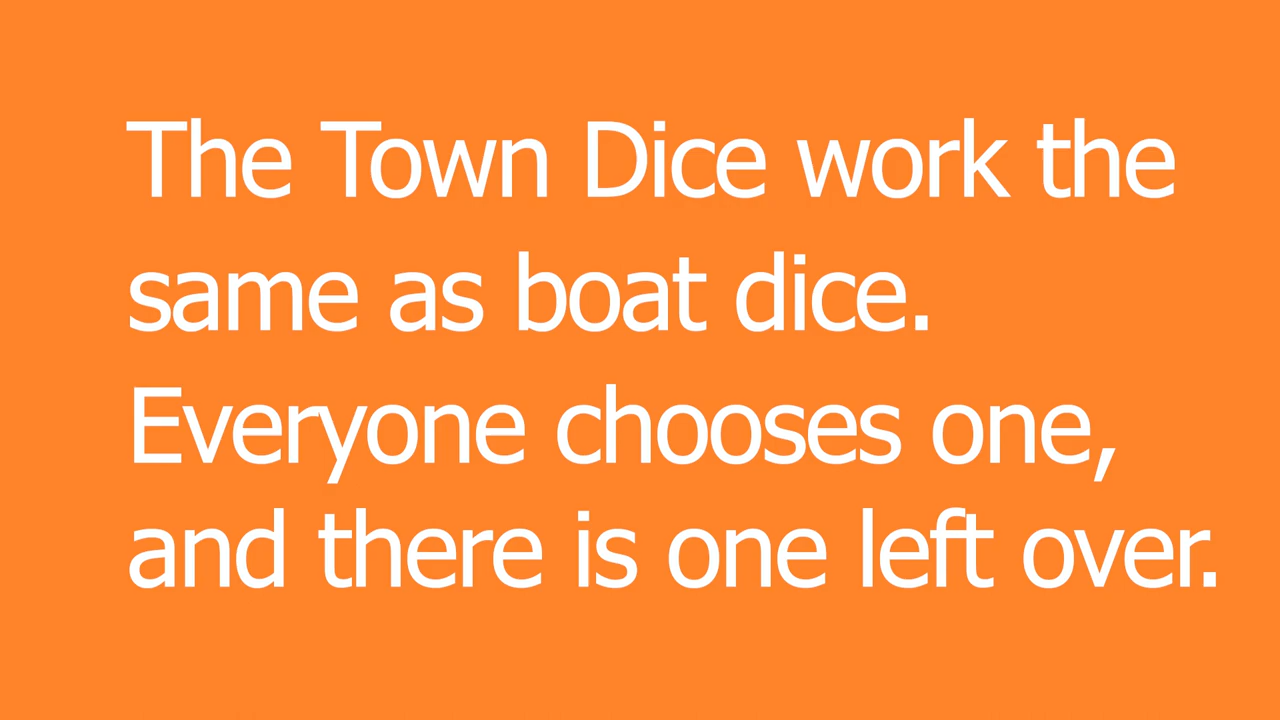 The Town Dice work the
same as boat dice.
Everyone chooses one,
and there is one left over.